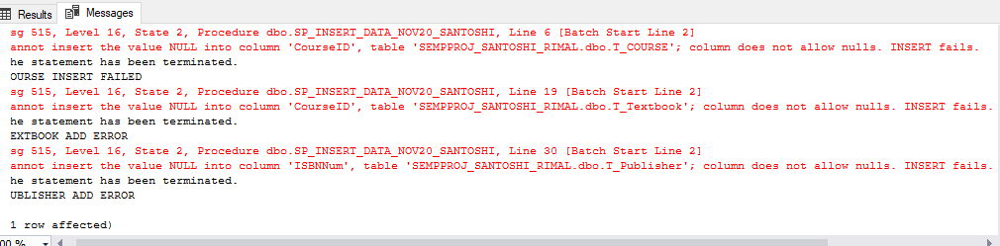 Results Messages
sg 515, Level 16, State 2, Procedure dbo.SP_INSERT_DATA_NOV20_SANTOSHI, Line 6 [Batch Start Line 2]
annot insert the value NULL into column 'CourseID', table 'SEMPPROJ_SANTOSHI_RIMAL.dbo.T_COURSE'; column does not allow nulls. INSERT fails.
he statement has been terminated.
OURSE INSERT FAILED
sg 515, Level 16, State 2, Procedure dbo.SP_INSERT_DATA_NOV20_SANTOSHI, Line 19 [Batch Start Line 2]
annot insert the value NULL into column 'CourseID', table 'SEMPPROJ_SANTOSHI_RIMAL.dbo.T_Textbook'; column does not allow nulls. INSERT fails.
he statement has been terminated.
EXTBOOK ADD ERROR
sg 515, Level 16, State 2, Procedure dbo.SP_INSERT_DATA_NOV20_SANTOSHI, Line 30 [Batch Start Line 2]
annot insert the value NULL into column 'ISBNNum', table 'SEMPPROJ_SANTOSHI_RIMAL.dbo.T_Publisher'; column does not allow nulls. INSERT fails.
he statement has been terminated.
UBLISHER ADD ERROR
1 row affected)
00 %